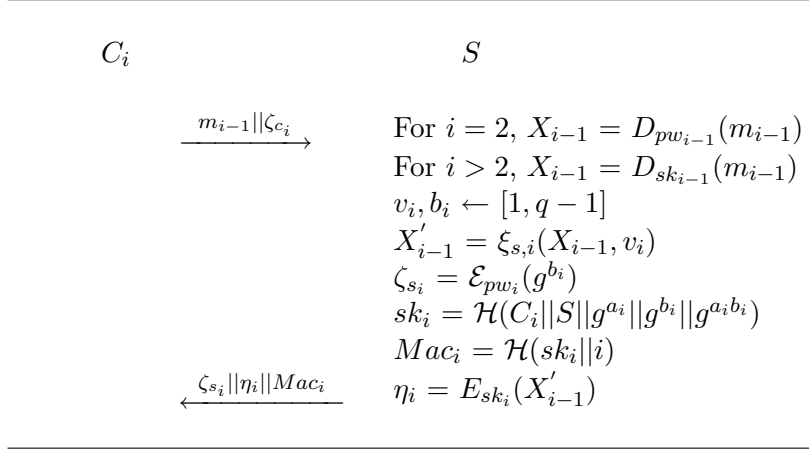 C_i S
m_{i-1}||ζ_{c_i} For i = 2, X_{i-1} = D_{pw_{i-1}}(m_{i-1})
For i > 2, X_{i-1} = D_{sk_{i-1}}(m_{i-1})
v_i, b_i ← [1, q − 1]
X'_{i-1} = ξ_{s,i}(X_{i-1}, v_i)
ζ_{s_i} = ℰ_{pw_i}(g^{b_i})
sk_i = ℋ(C_i||S||g^{a_i}||g^{b_i}||g^{a_i b_i})
Mac_i = ℋ(sk_i||i)
ζ_{s_i}||η_i||Mac_i η_i = E_{sk_i}(X'_{i-1})